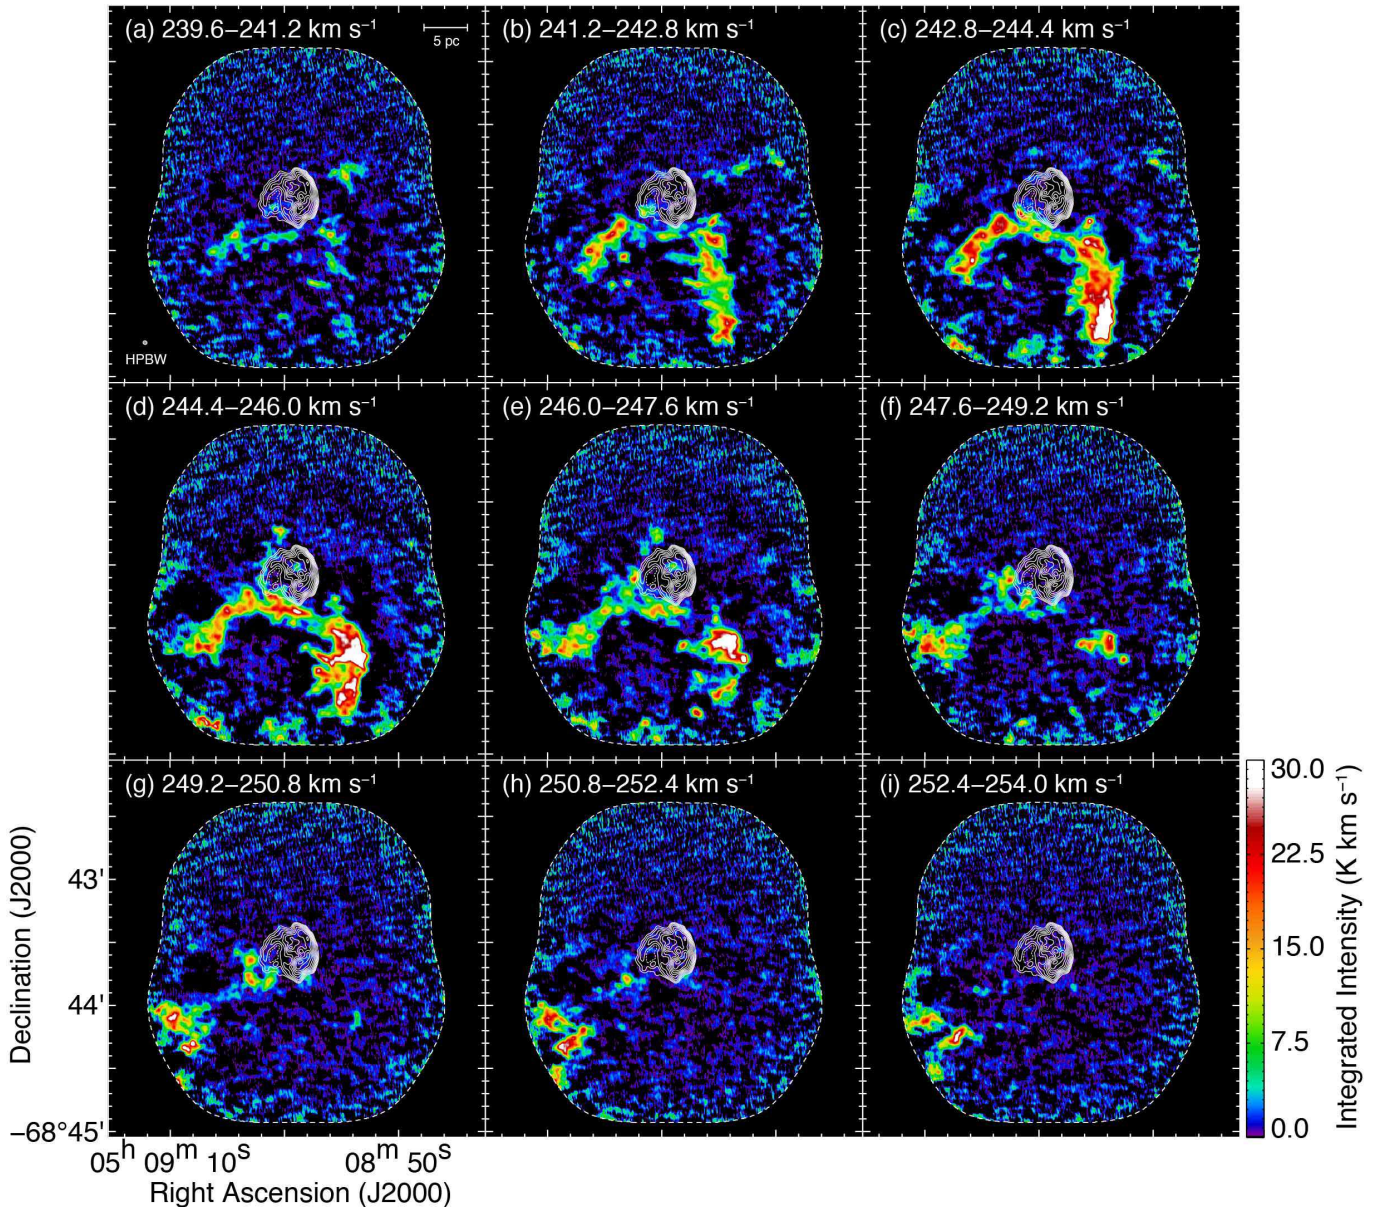 (a) 239.6–241.2 km s⁻¹
5 pc
(b) 241.2–242.8 km s⁻¹
(c) 242.8–244.4 km s⁻¹
HPBW
(d) 244.4–246.0 km s⁻¹
(e) 246.0–247.6 km s⁻¹
(f) 247.6–249.2 km s⁻¹
(g) 249.2–250.8 km s⁻¹
(h) 250.8–252.4 km s⁻¹
(i) 252.4–254.0 km s⁻¹
30.0
22.5
15.0
7.5
0.0
Integrated Intensity (K km s⁻¹)
Declination (J2000)
43'
44'
−68°45'
05ʰ 09ᵐ 10ˢ
08ᵐ 50ˢ
Right Ascension (J2000)